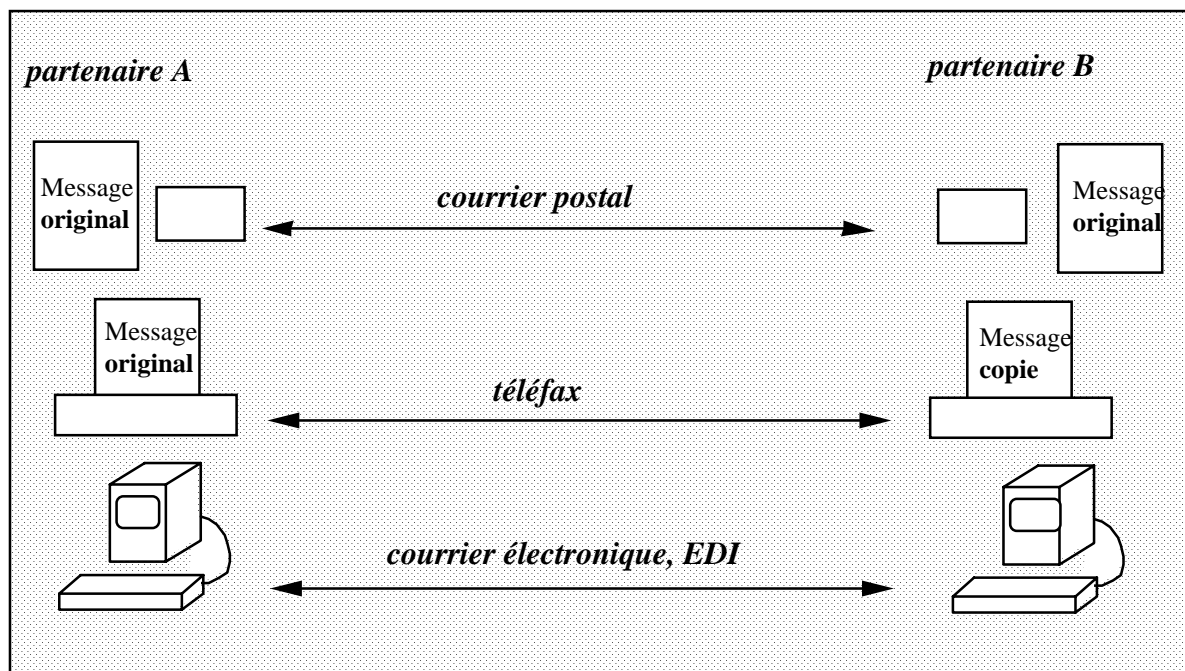 partenaire A
partenaire B
Message
original
courrier postal
Message
original
Message
original
téléfax
Message
copie
courrier électronique, EDI